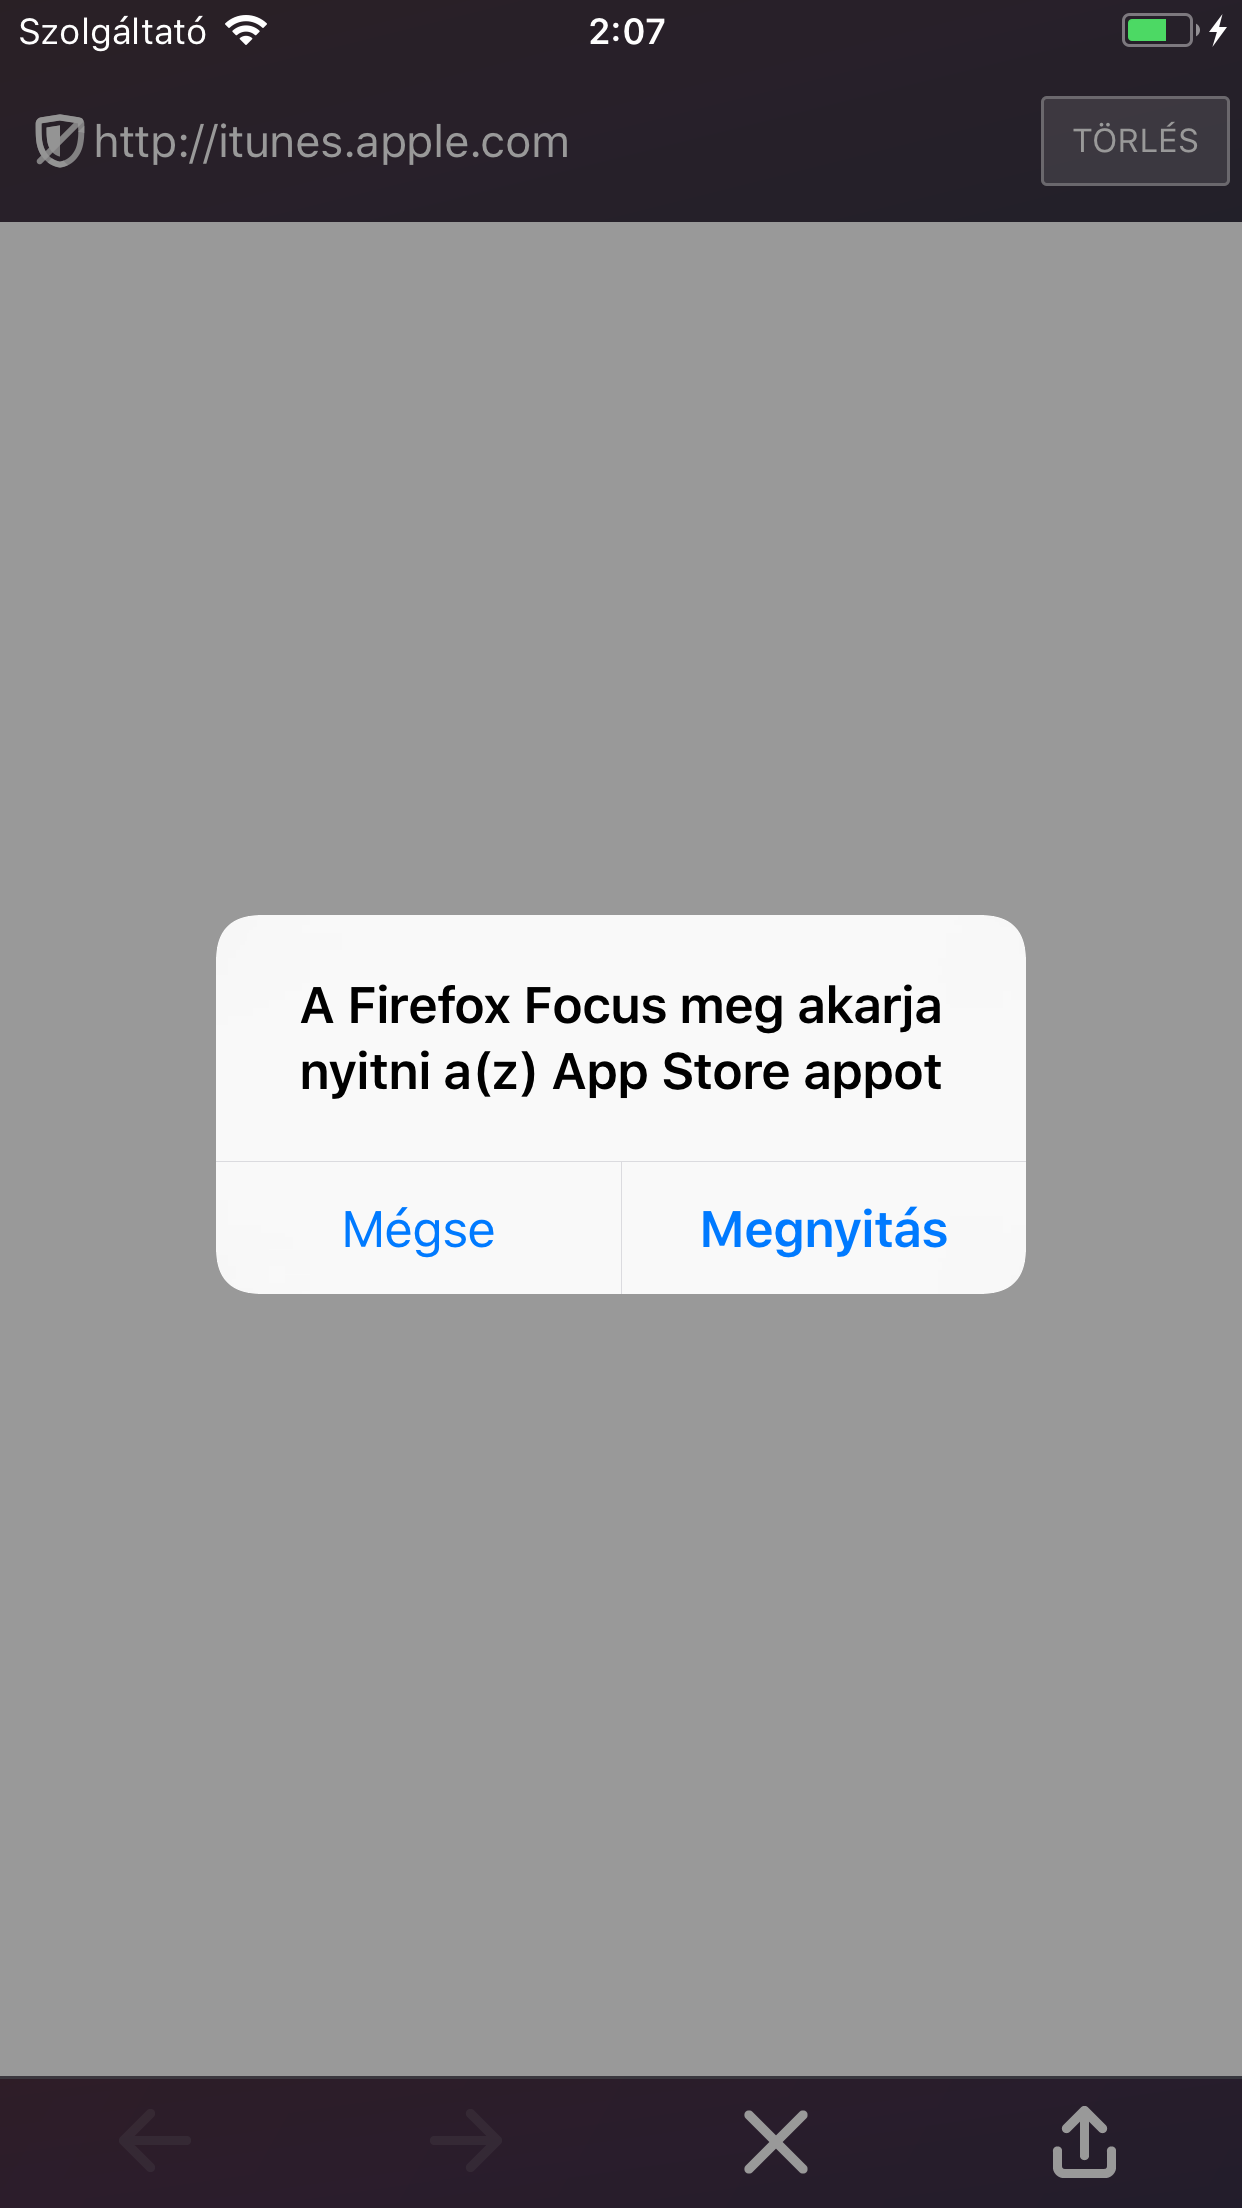 Szolgáltató
2:07
http://itunes.apple.com
TÖRLÉS
A Firefox Focus meg akarja
nyitni a(z) App Store appot
Mégse
Megnyitás